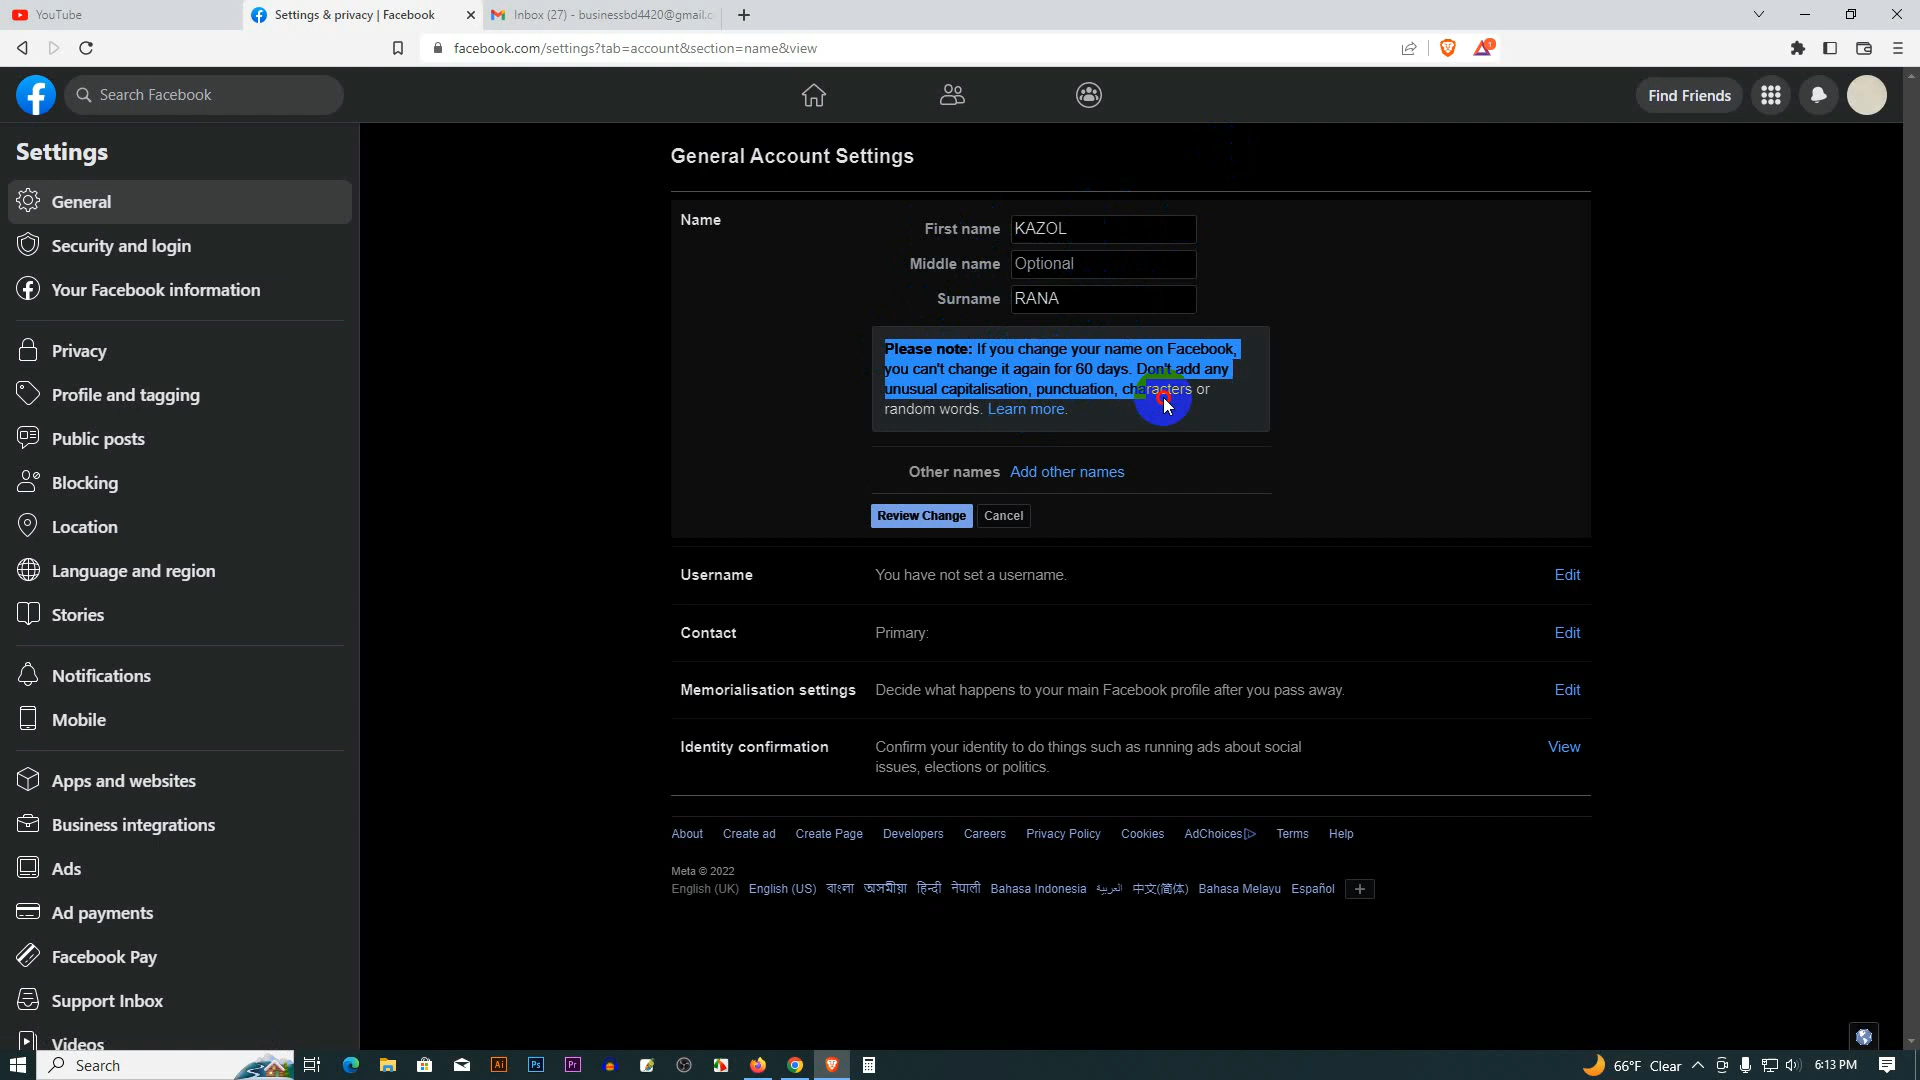 YouTube
Settings & privacy | Facebook
Inbox (27) - businessbd4420@gmail.c
facebook.com/settings?tab=account&section=name&view
1
Search Facebook
Find Friends
Settings
General
Security and login
Your Facebook information
Privacy
Profile and tagging
Public posts
Blocking
Location
Language and region
Stories
Notifications
Mobile
Apps and websites
Business integrations
Ads
Ad payments
Facebook Pay
Support Inbox
Videos
General Account Settings
Name
First name KAZOL
Middle name Optional
Surname RANA
Please note: If you change your name on Facebook,
you can't change it again for 60 days. Don't add any
unusual capitalisation, punctuation, characters or
random words. Learn more.
Other names Add other names
Review Change Cancel
Username You have not set a username. Edit
Contact Primary: Edit
Memorialisation settings Decide what happens to your main Facebook profile after you pass away. Edit
Identity confirmation Confirm your identity to do things such as running ads about social View
issues, elections or politics.
About Create ad Create Page Developers Careers Privacy Policy Cookies AdChoices Terms Help
Meta © 2022
English (UK) English (US) বাংলা অসমীয়া हिन्दी नेपाली Bahasa Indonesia العربية 中文(简体) Bahasa Melayu Español +
Search
Ai
Ps
Pr
66°F Clear
6:13 PM